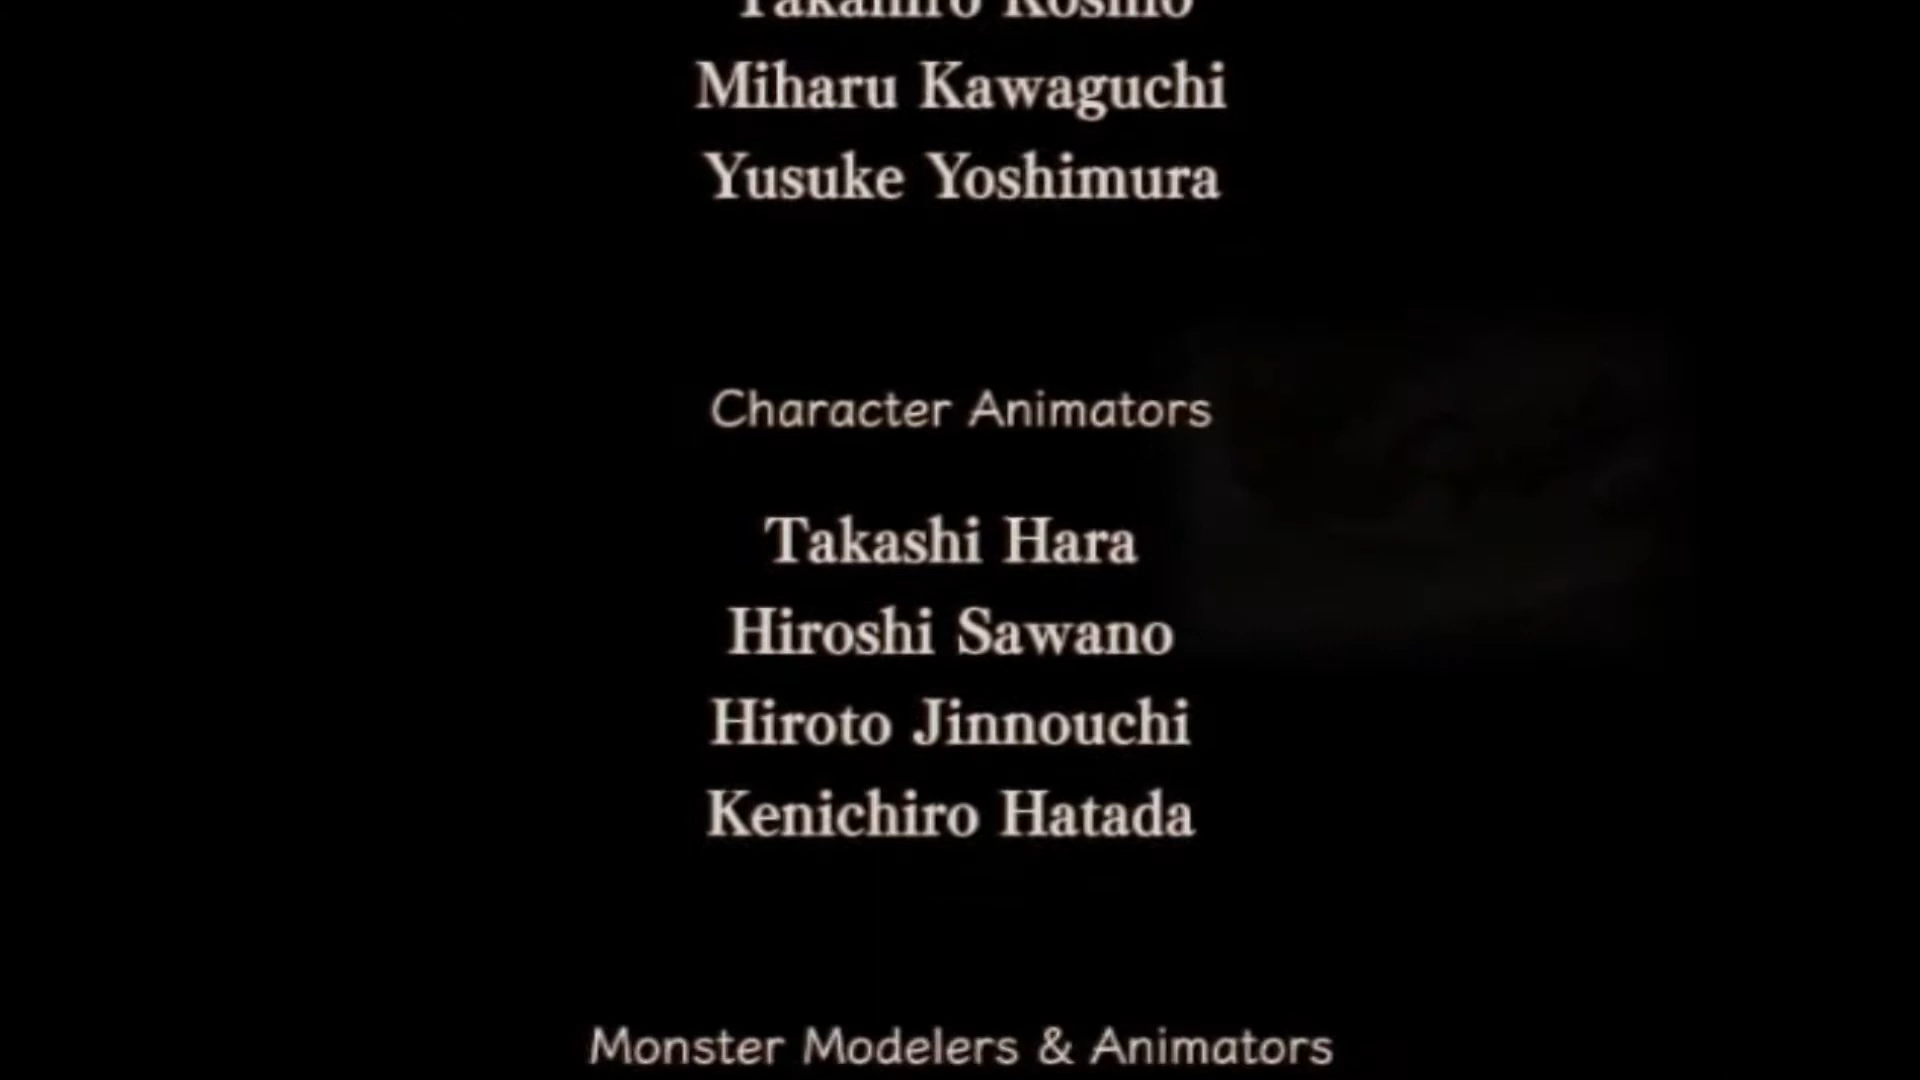 Miharu Kawaguchi
Yusuke Yoshimura
Character Animators
Takashi Hara
Hiroshi Sawano
Hiroto Jinnouchi
Kenichiro Hatada
Monster Modelers & Animators